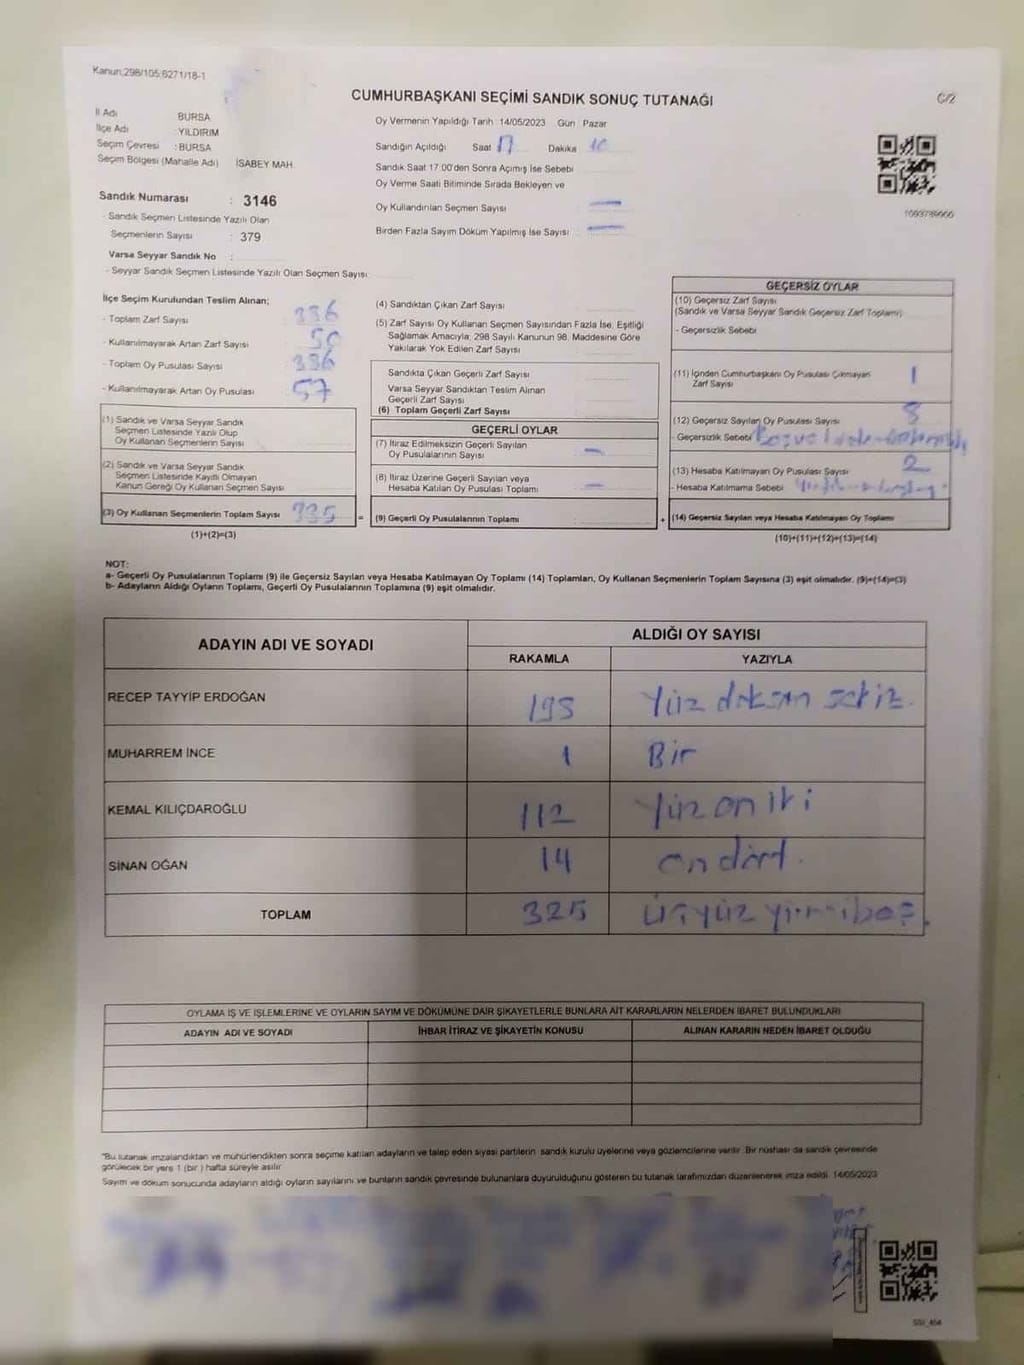 Kanun:298/105;6271/18-1
CUMHURBAŞKANI SEÇİMİ SANDIK SONUÇ TUTANAĞI
C/2
İl Adı BURSA
İlçe Adı : YILDIRIM
Seçim Çevresi : BURSA
Seçim Bölgesi (Mahalle Adı) İSABEY MAH.
Oy Vermenin Yapıldığı Tarih : 14/05/2023 Gün : Pazar
Sandığın Açıldığı Saat 17 Dakika 10
Sandık Saat 17:00'den Sonra Açılmış İse Sebebi
Oy Verme Saati Bitiminde Sırada Bekleyen ve
Oy Kullandırılan Seçmen Sayısı —
Birden Fazla Sayım Döküm Yapılmış İse Sayısı —
Sandık Numarası : 3146
- Sandık Seçmen Listesinde Yazılı Olan
Seçmenlerin Sayısı : 379
Varsa Seyyar Sandık No :
- Seyyar Sandık Seçmen Listesinde Yazılı Olan Seçmen Sayısı:
İlçe Seçim Kurulundan Teslim Alınan;
- Toplam Zarf Sayısı
- Kullanılmayarak Artan Zarf Sayısı
- Toplam Oy Pusulası Sayısı
- Kullanılmayarak Artan Oy Pusulası 57
(1) Sandık ve Varsa Seyyar Sandık
Seçmen Listesinde Yazılı Olup
Oy Kullanan Seçmenlerin Sayısı
(2) Sandık ve Varsa Seyyar Sandık
Seçmen Listesinde Kayıtlı Olmayan
Kanun Gereği Oy Kullanan Seçmen Sayısı
(3) Oy Kullanan Seçmenlerin Toplam Sayısı 335
(1)+(2)=(3)
(4) Sandıktan Çıkan Zarf Sayısı
(5) Zarf Sayısı Oy Kullanan Seçmen Sayısından Fazla İse, Eşitliği
Sağlamak Amacıyla, 298 Sayılı Kanunun 98. Maddesine Göre
Yakılarak Yok Edilen Zarf Sayısı
Sandıkta Çıkan Geçerli Zarf Sayısı
Varsa Seyyar Sandıktan Teslim Alınan
Geçerli Zarf Sayısı
(6) Toplam Geçerli Zarf Sayısı
GEÇERLİ OYLAR
(7) İtiraz Edilmeksizin Geçerli Sayılan
Oy Pusulalarının Sayısı —
(8) İtiraz Üzerine Geçerli Sayılan veya
Hesaba Katılan Oy Pusulası Toplamı —
= (9) Geçerli Oy Pusulalarının Toplamı
GEÇERSİZ OYLAR
(10) Geçersiz Zarf Sayısı
(Sandık ve Varsa Seyyar Sandık Geçersiz Zarf Toplamı)
- Geçersizlik Sebebi
(11) İçinden Cumhurbaşkanı Oy Pusulası Çıkmayan
Zarf Sayısı 1
(12) Geçersiz Sayılan Oy Pusulası Sayısı 8
- Geçersizlik Sebebi
(13) Hesaba Katılmayan Oy Pusulası Sayısı 2
- Hesaba Katılmama Sebebi
+ (14) Geçersiz Sayılan veya Hesaba Katılmayan Oy Toplamı
(10)+(11)+(12)+(13)=(14)
NOT:
a- Geçerli Oy Pusulalarının Toplamı (9) ile Geçersiz Sayılan veya Hesaba Katılmayan Oy Toplamı (14) Toplamları, Oy Kullanan Seçmenlerin Toplam Sayısına (3) eşit olmalıdır. (9)+(14)=(3)
b- Adayların Aldığı Oyların Toplamı, Geçerli Oy Pusulalarının Toplamına (9) eşit olmalıdır.
ADAYIN ADI VE SOYADI
ALDIĞI OY SAYISI
RAKAMLA YAZIYLA
RECEP TAYYİP ERDOĞAN 198 Yüz doksan sekiz.
MUHARREM İNCE 1 Bir
KEMAL KILIÇDAROĞLU 112 Yüz on iki
SİNAN OĞAN 14 on dört.
TOPLAM 325 Üçyüz yirmibeş.
OYLAMA İŞ VE İŞLEMLERİNE VE OYLARIN SAYIM VE DÖKÜMÜNE DAİR ŞİKAYETLERLE BUNLARA AİT KARARLARIN NELERDEN İBARET BULUNDUKLARI
ADAYIN ADI VE SOYADI İHBAR İTİRAZ VE ŞİKAYETİN KONUSU ALINAN KARARIN NEDEN İBARET OLDUĞU
"Bu tutanak imzalandıktan ve mühürlendikten sonra seçime katılan adayların ve talep eden siyasi partilerin sandık kurulu üyelerine veya gözlemcilerine verilir. Bir nüshası da sandık çevresinde
görülecek bir yere 1 (bir) hafta süreyle asılır
Sayım ve döküm sonucunda adayların aldığı oyların sayılarını ve bunların sandık çevresinde bulunanlara duyurulduğunu gösteren bu tutanak tarafımızdan düzenlenerek imza edildi. 14/05/2023